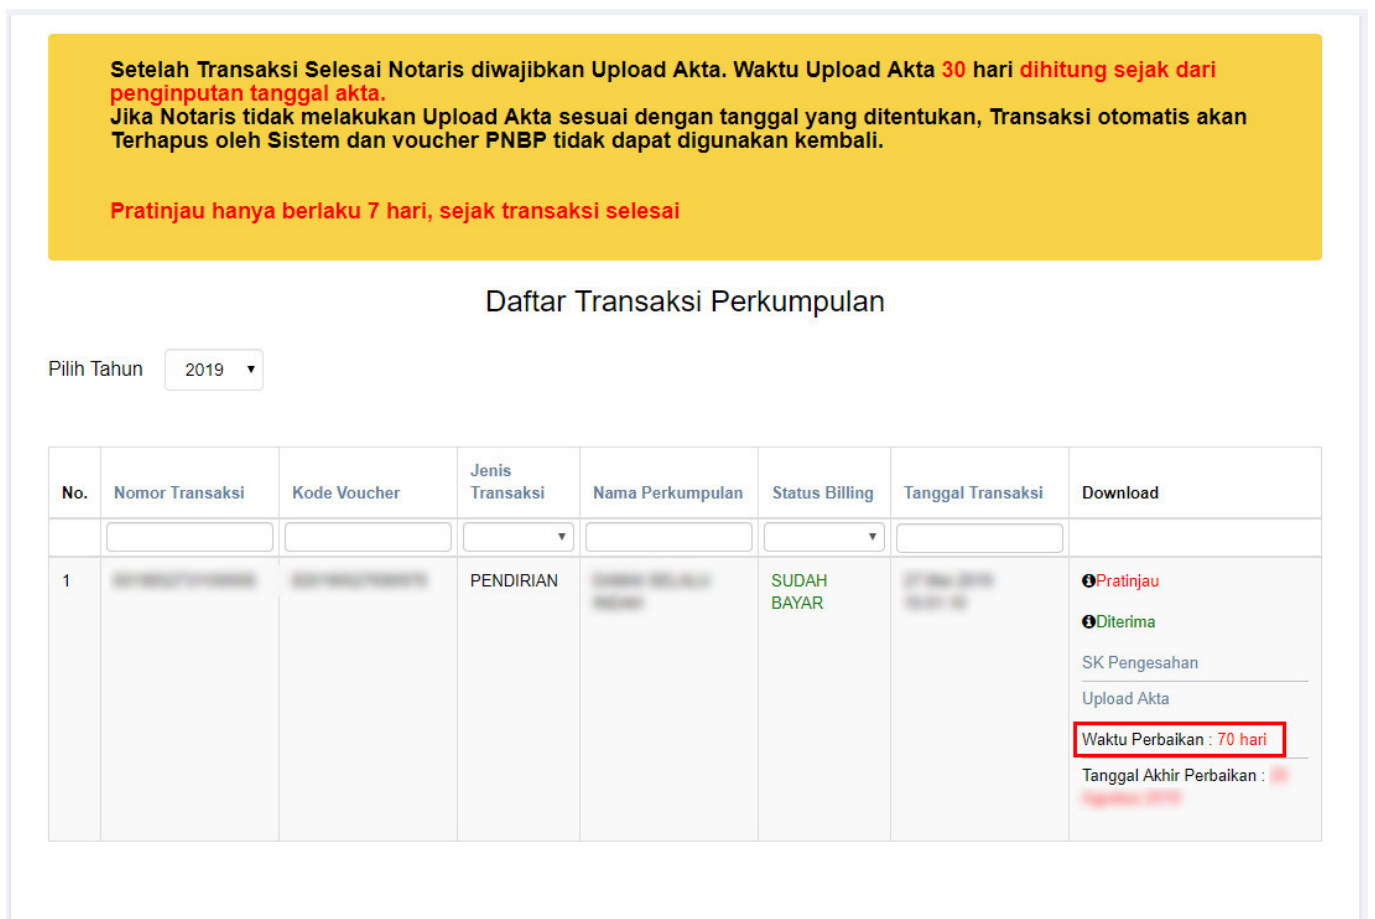 Setelah Transaksi Selesai Notaris diwajibkan Upload Akta. Waktu Upload Akta 30 hari dihitung sejak dari
penginputan tanggal akta.
Jika Notaris tidak melakukan Upload Akta sesuai dengan tanggal yang ditentukan, Transaksi otomatis akan
Terhapus oleh Sistem dan voucher PNBP tidak dapat digunakan kembali.
Pratinjau hanya berlaku 7 hari, sejak transaksi selesai
Daftar Transaksi Perkumpulan
Pilih Tahun 2019
No. Nomor Transaksi Kode Voucher Jenis Transaksi Nama Perkumpulan Status Billing Tanggal Transaksi Download
1 PENDIRIAN SUDAH BAYAR
Pratinjau
Diterima
SK Pengesahan
Upload Akta
Waktu Perbaikan : 70 hari
Tanggal Akhir Perbaikan :